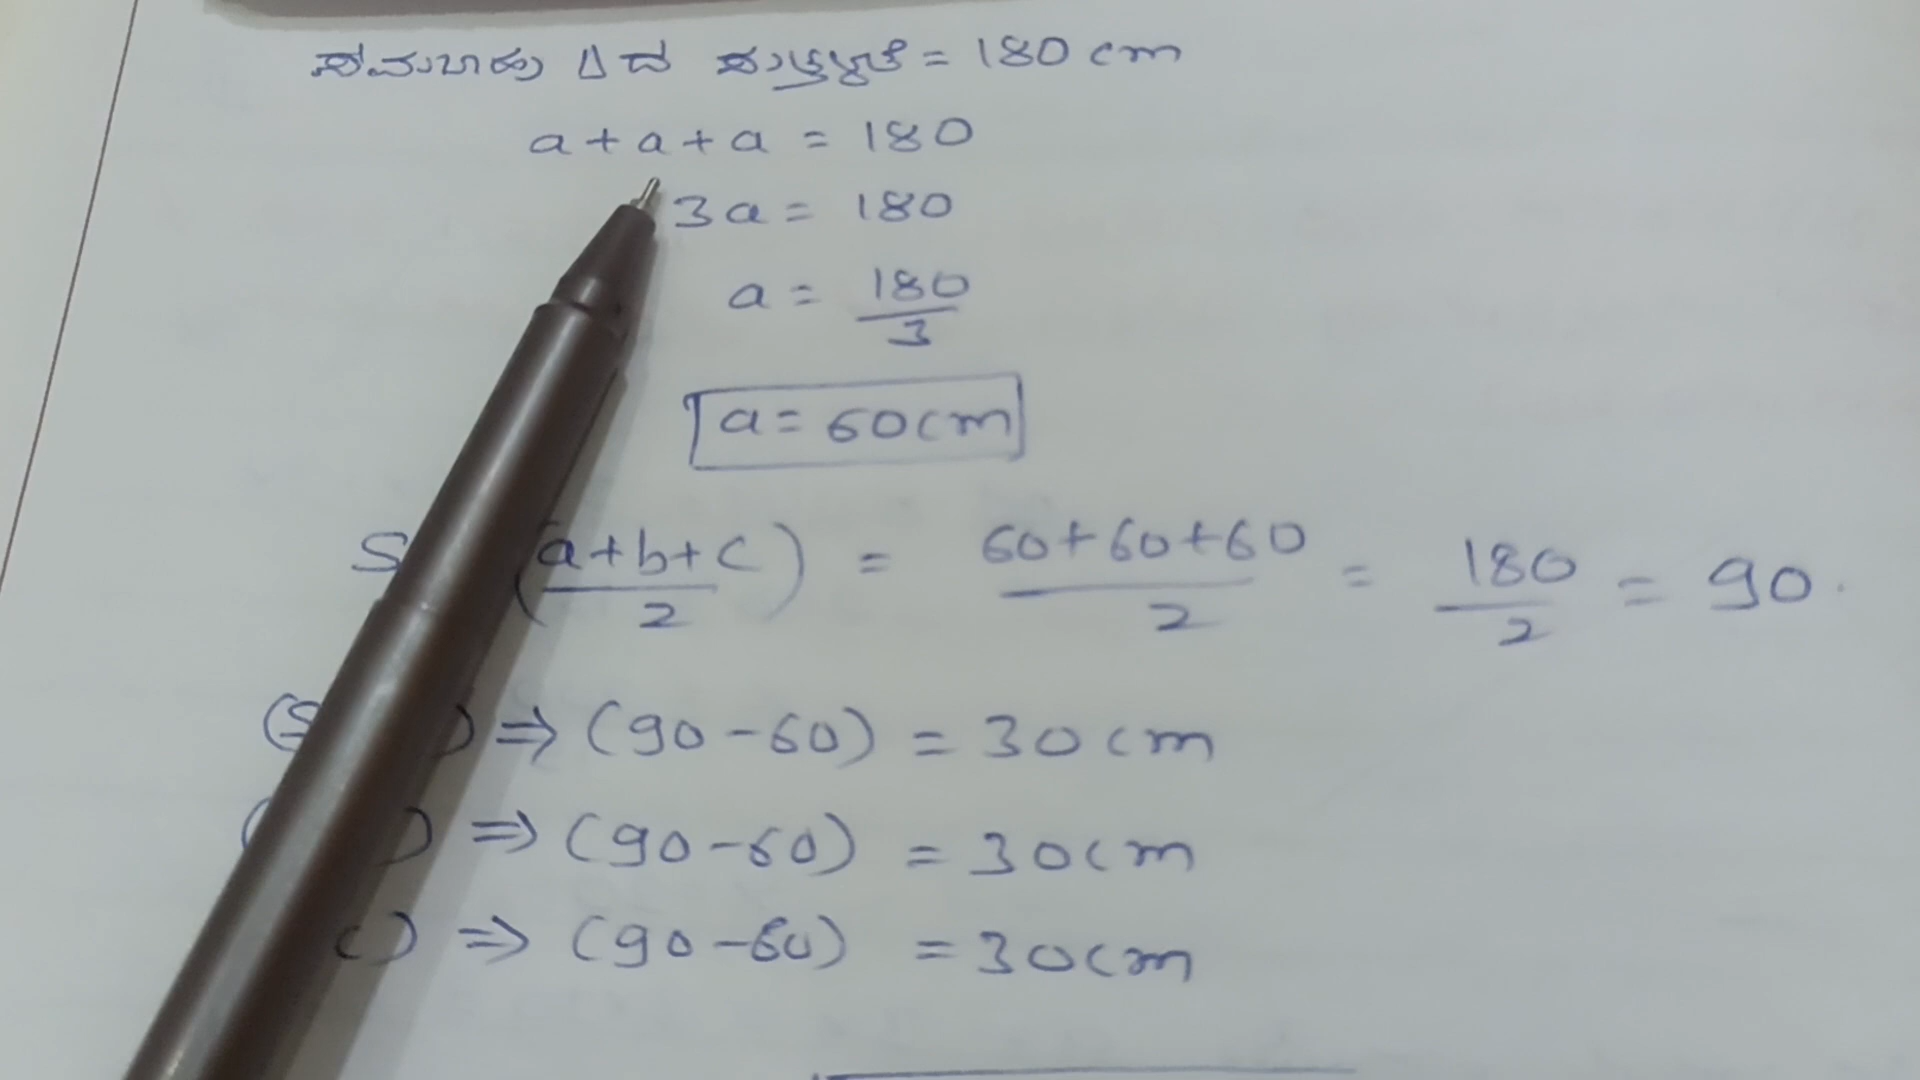 ಸಮಬಾಹು Δ ದ ಸುತ್ತಳತೆ = 180 cm
a + a + a = 180
3a = 180
a = 180/3
a = 60cm
S (a+b+c)/2 = 60+60+60/2 = 180/2 = 90.
(S ) ⇒ (90-60) = 30cm
( ) ⇒ (90-60) = 30cm
c) ⇒ (90-60) = 30cm